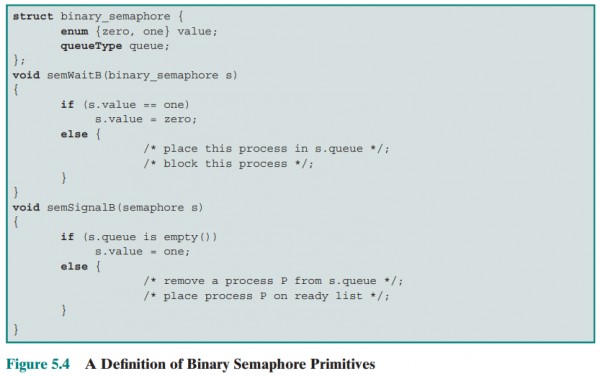 struct binary_semaphore {
enum {zero, one} value;
queueType queue;
};
void semWaitB(binary_semaphore s)
{
if (s.value == one)
s.value = zero;
else {
/* place this process in s.queue */;
/* block this process */;
}
}
void semSignalB(semaphore s)
{
if (s.queue is empty())
s.value = one;
else {
/* remove a process P from s.queue */;
/* place process P on ready list */;
}
}
Figure 5.4 A Definition of Binary Semaphore Primitives